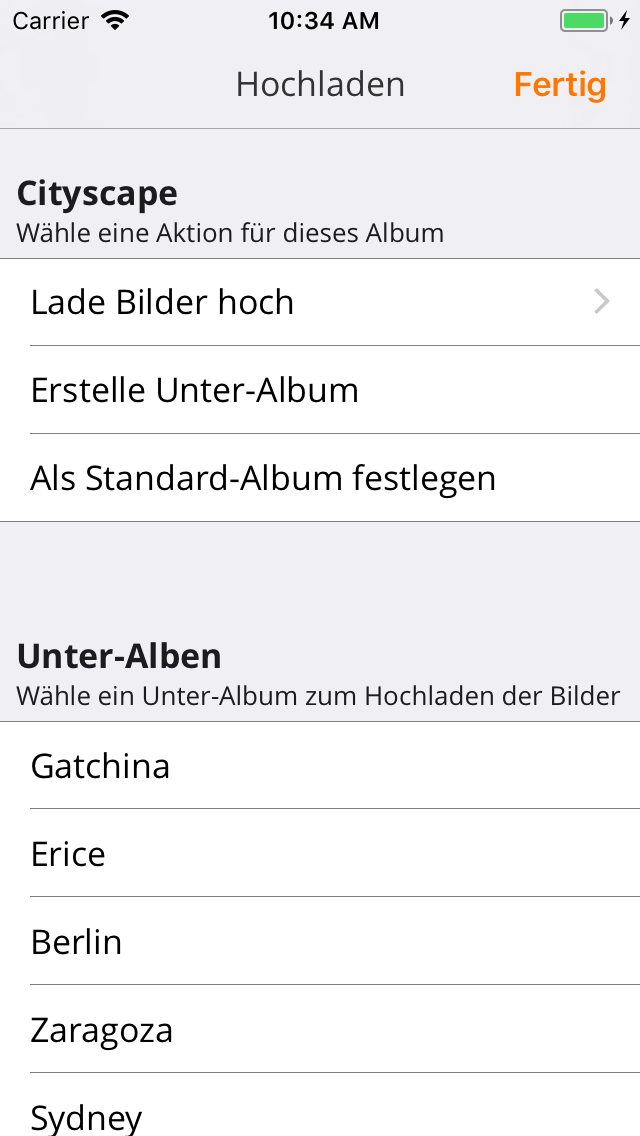 Carrier 10:34 AM
Hochladen Fertig
Cityscape
Wähle eine Aktion für dieses Album
Lade Bilder hoch
Erstelle Unter-Album
Als Standard-Album festlegen
Unter-Alben
Wähle ein Unter-Album zum Hochladen der Bilder
Gatchina
Erice
Berlin
Zaragoza
Sydney